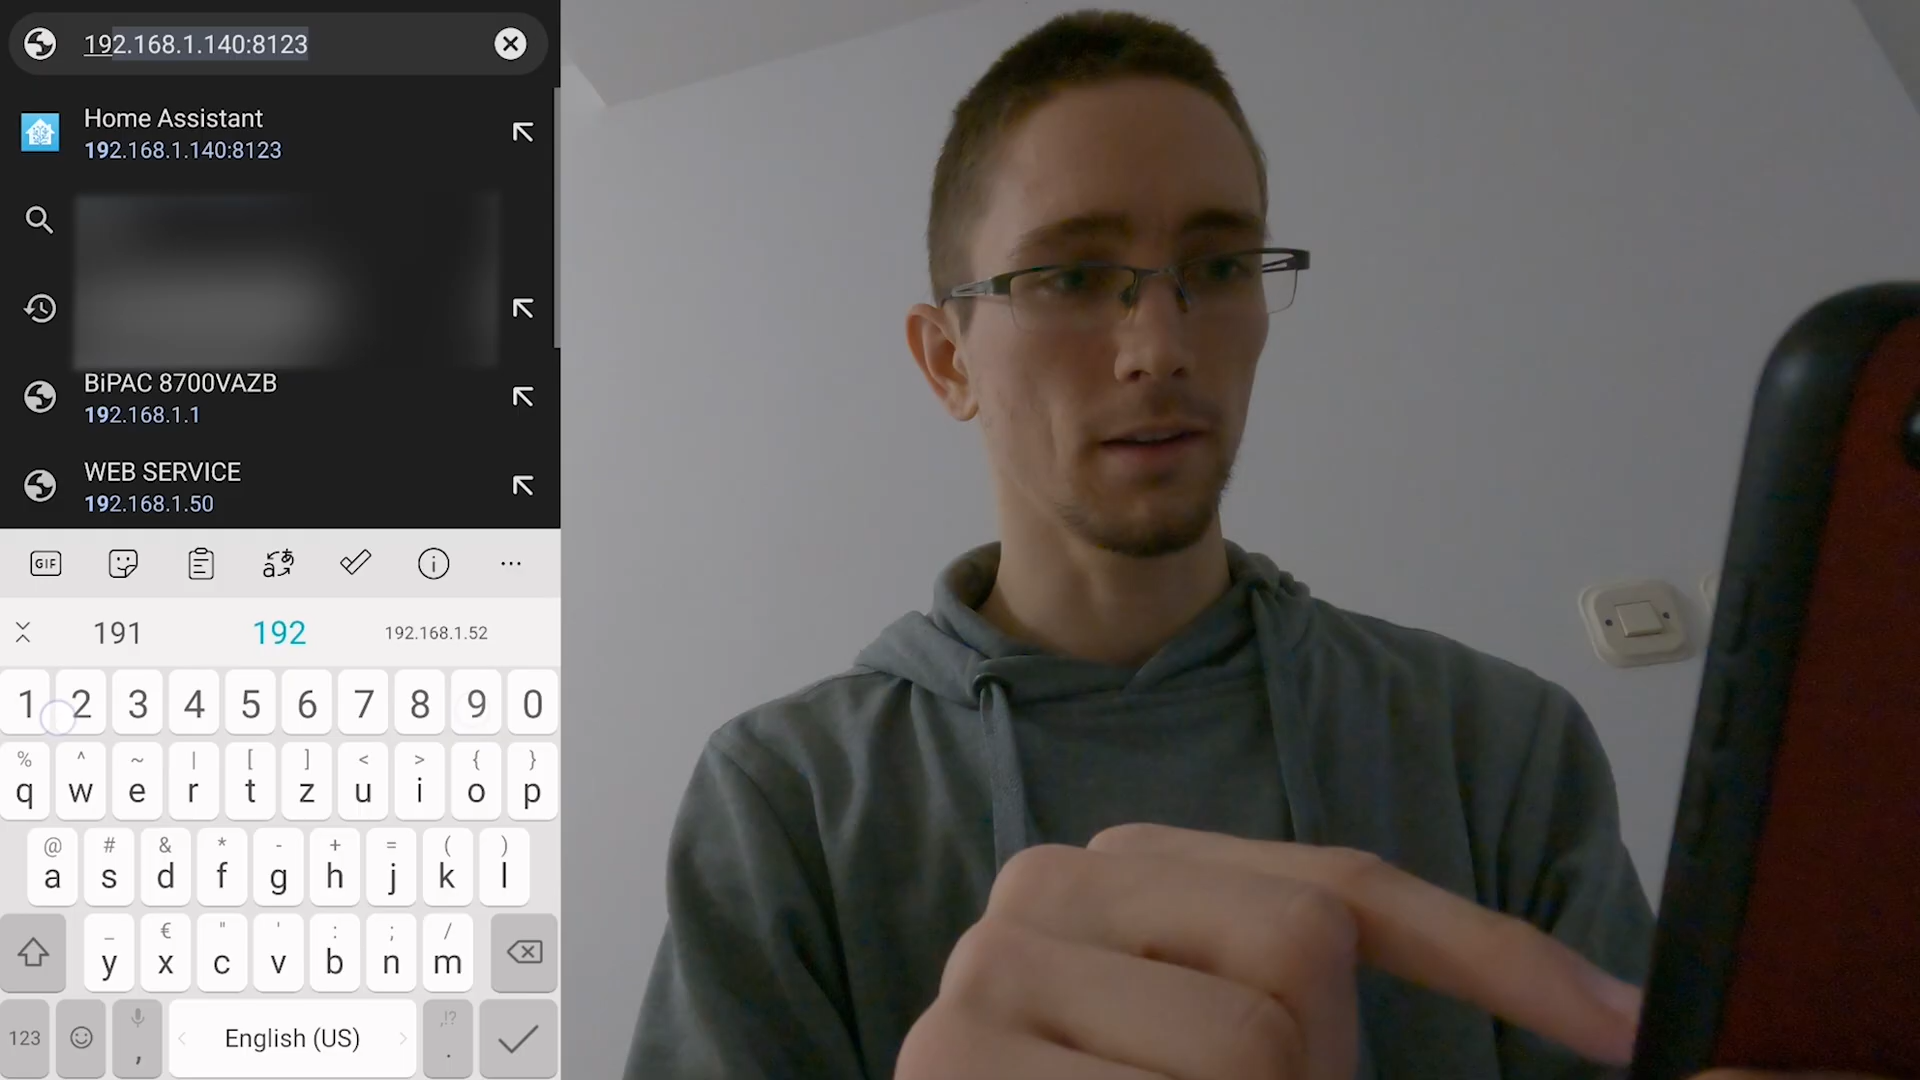 192.168.1.140:8123
Home Assistant
192.168.1.140:8123
BiPAC 8700VAZB
192.168.1.1
WEB SERVICE
192.168.1.50
GIF
191 192 192.168.1.52
1 2 3 4 5 6 7 8 9 0
% ^ ~ | [ ] < > { }
q w e r t z u i o p
@ # & * - + = ( )
a s d f g h j k l
_ € " ' : ; /
y x c v b n m
,!?
123 , English (US) .